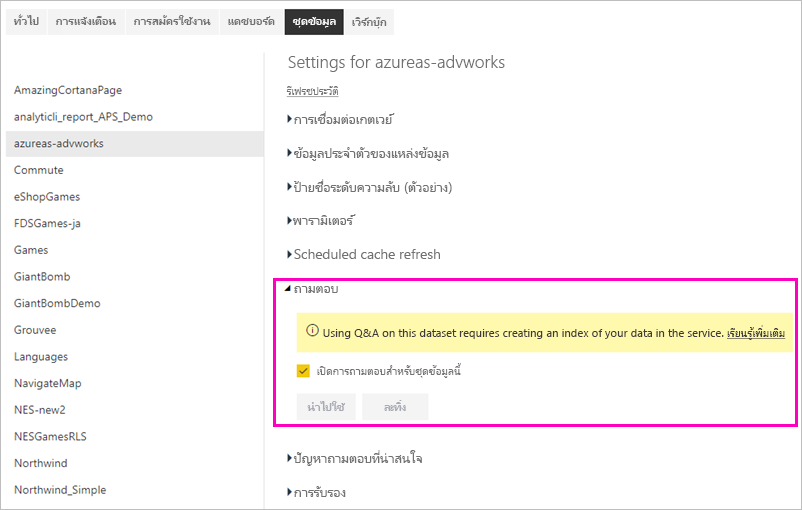 ทั่วไป การแจ้งเตือน การสมัครใช้งาน แดชบอร์ด ชุดข้อมูล เวิร์กบุ๊ก
AmazingCortanaPage
analyticli_report_APS_Demo
azureas-advworks
Commute
eShopGames
FDSGames-ja
Games
GiantBomb
GiantBombDemo
Grouvee
Languages
NavigateMap
NES-new2
NESGamesRLS
Northwind
Northwind_Simple
Settings for azureas-advworks
รีเฟรชประวัติ
การเชื่อมต่อเกตเวย์
ข้อมูลประจำตัวของแหล่งข้อมูล
ป้ายชื่อระดับความลับ (ตัวอย่าง)
พารามิเตอร์
Scheduled cache refresh
ถามตอบ
Using Q&A on this dataset requires creating an index of your data in the service. เรียนรู้เพิ่มเติม
เปิดการถามตอบสำหรับชุดข้อมูลนี้
นำไปใช้ ละทิ้ง
ปัญหาถามตอบที่น่าสนใจ
การรับรอง